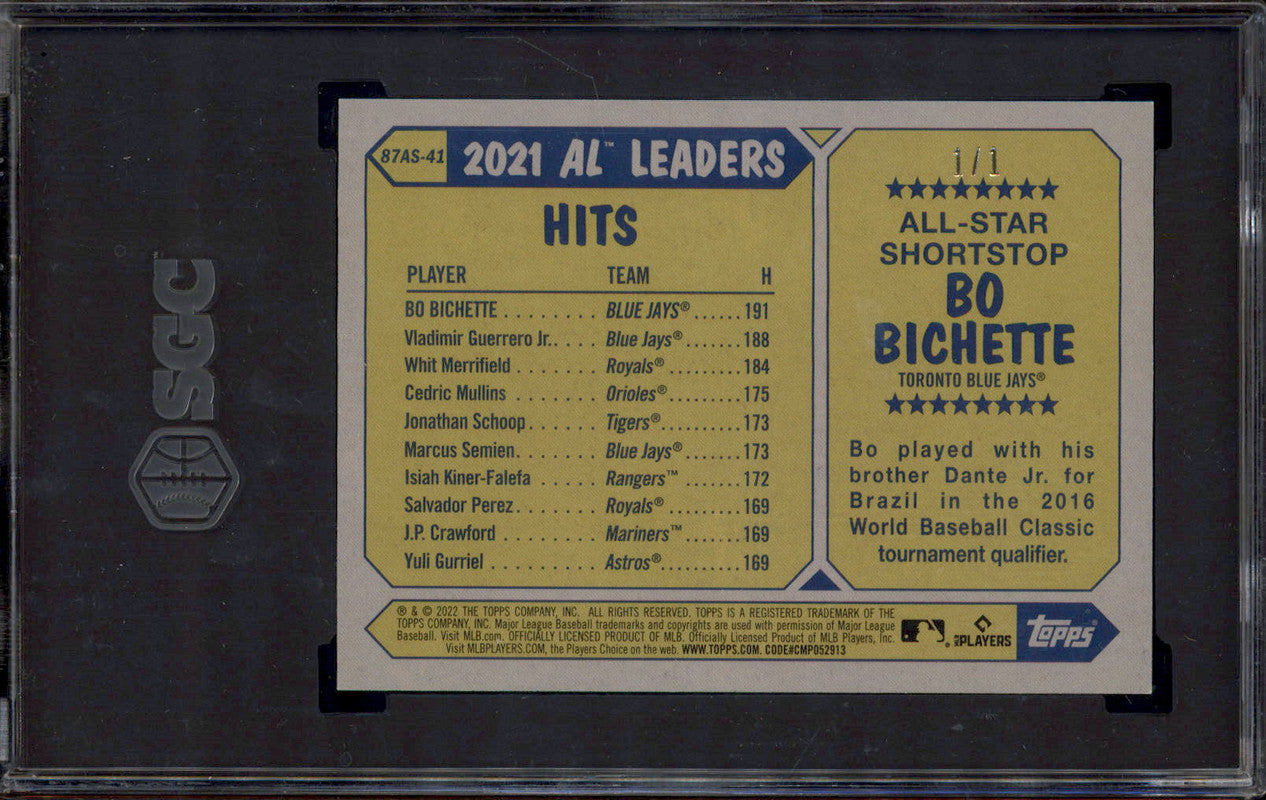 SGC
87AS-41
2021 AL™ LEADERS
HITS
PLAYER TEAM H
BO BICHETTE . . . . . . . . BLUE JAYS® ......191
Vladimir Guerrero Jr.. . . . . Blue Jays® .......188
Whit Merrifield . . . . . . . Royals® .........184
Cedric Mullins . . . . . . . Orioles® .........175
Jonathan Schoop . . . . . . Tigers® ..........173
Marcus Semien. . . . . . . Blue Jays® .......173
Isiah Kiner-Falefa . . . . . Rangers™ .......172
Salvador Perez. . . . . . . Royals® .........169
J.P. Crawford . . . . . . . . Mariners™ .......169
Yuli Gurriel . . . . . . . . . Astros® ..........169
1/1
★★★★★★★★
ALL-STAR
SHORTSTOP
BO
BICHETTE
TORONTO BLUE JAYS®
★★★★★★★★
Bo played with his
brother Dante Jr. for
Brazil in the 2016
World Baseball Classic
tournament qualifier.
® & © 2022 THE TOPPS COMPANY, INC. ALL RIGHTS RESERVED. TOPPS IS A REGISTERED TRADEMARK OF THE
TOPPS COMPANY, INC. Major League Baseball trademarks and copyrights are used with permission of Major League
Baseball. Visit MLB.com. OFFICIALLY LICENSED PRODUCT OF MLB. Officially Licensed Product of MLB Players, Inc.
Visit MLBPLAYERS.COM, the Players Choice on the web. WWW.TOPPS.COM. CODE#CMP052913
MLB PLAYERS
TOPPS